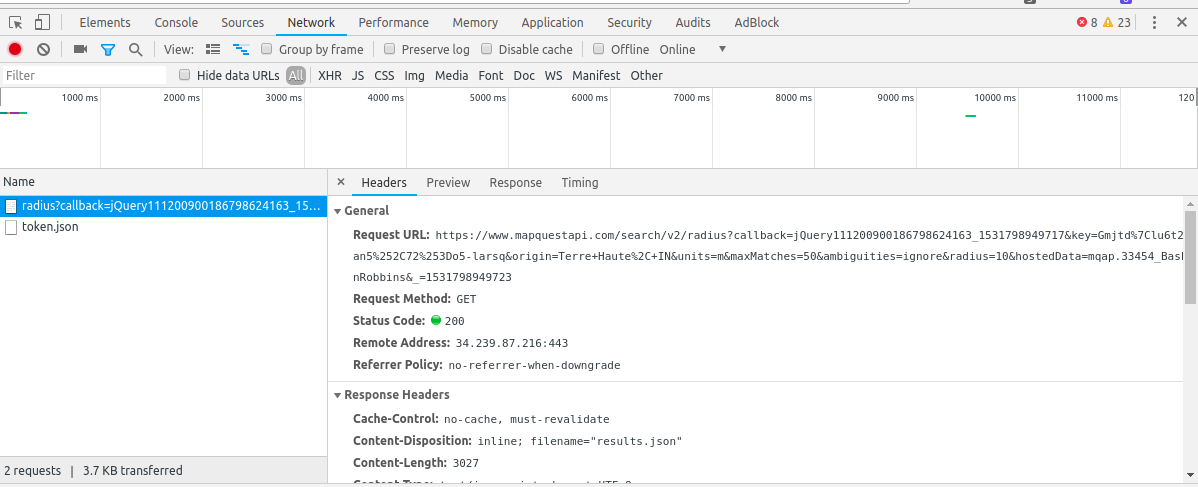 Elements Console Sources Network Performance Memory Application Security Audits AdBlock 8 23
View: Group by frame Preserve log Disable cache Offline Online
Filter Hide data URLs All XHR JS CSS Img Media Font Doc WS Manifest Other
1000 ms 2000 ms 3000 ms 4000 ms 5000 ms 6000 ms 7000 ms 8000 ms 9000 ms 10000 ms 11000 ms 120
Name Headers Preview Response Timing
radius?callback=jQuery111200900186798624163_15...
token.json
General
Request URL: https://www.mapquestapi.com/search/v2/radius?callback=jQuery111200900186798624163_1531798949717&key=Gmjtd%7Clu6t2
an5%252C72%253Do5-larsq&origin=Terre+Haute%2C+IN&units=m&maxMatches=50&ambiguities=ignore&radius=10&hostedData=mqap.33454_Bas
nRobbins&_=1531798949723
Request Method: GET
Status Code: 200
Remote Address: 34.239.87.216:443
Referrer Policy: no-referrer-when-downgrade
Response Headers
Cache-Control: no-cache, must-revalidate
Content-Disposition: inline; filename="results.json"
Content-Length: 3027
2 requests | 3.7 KB transferred